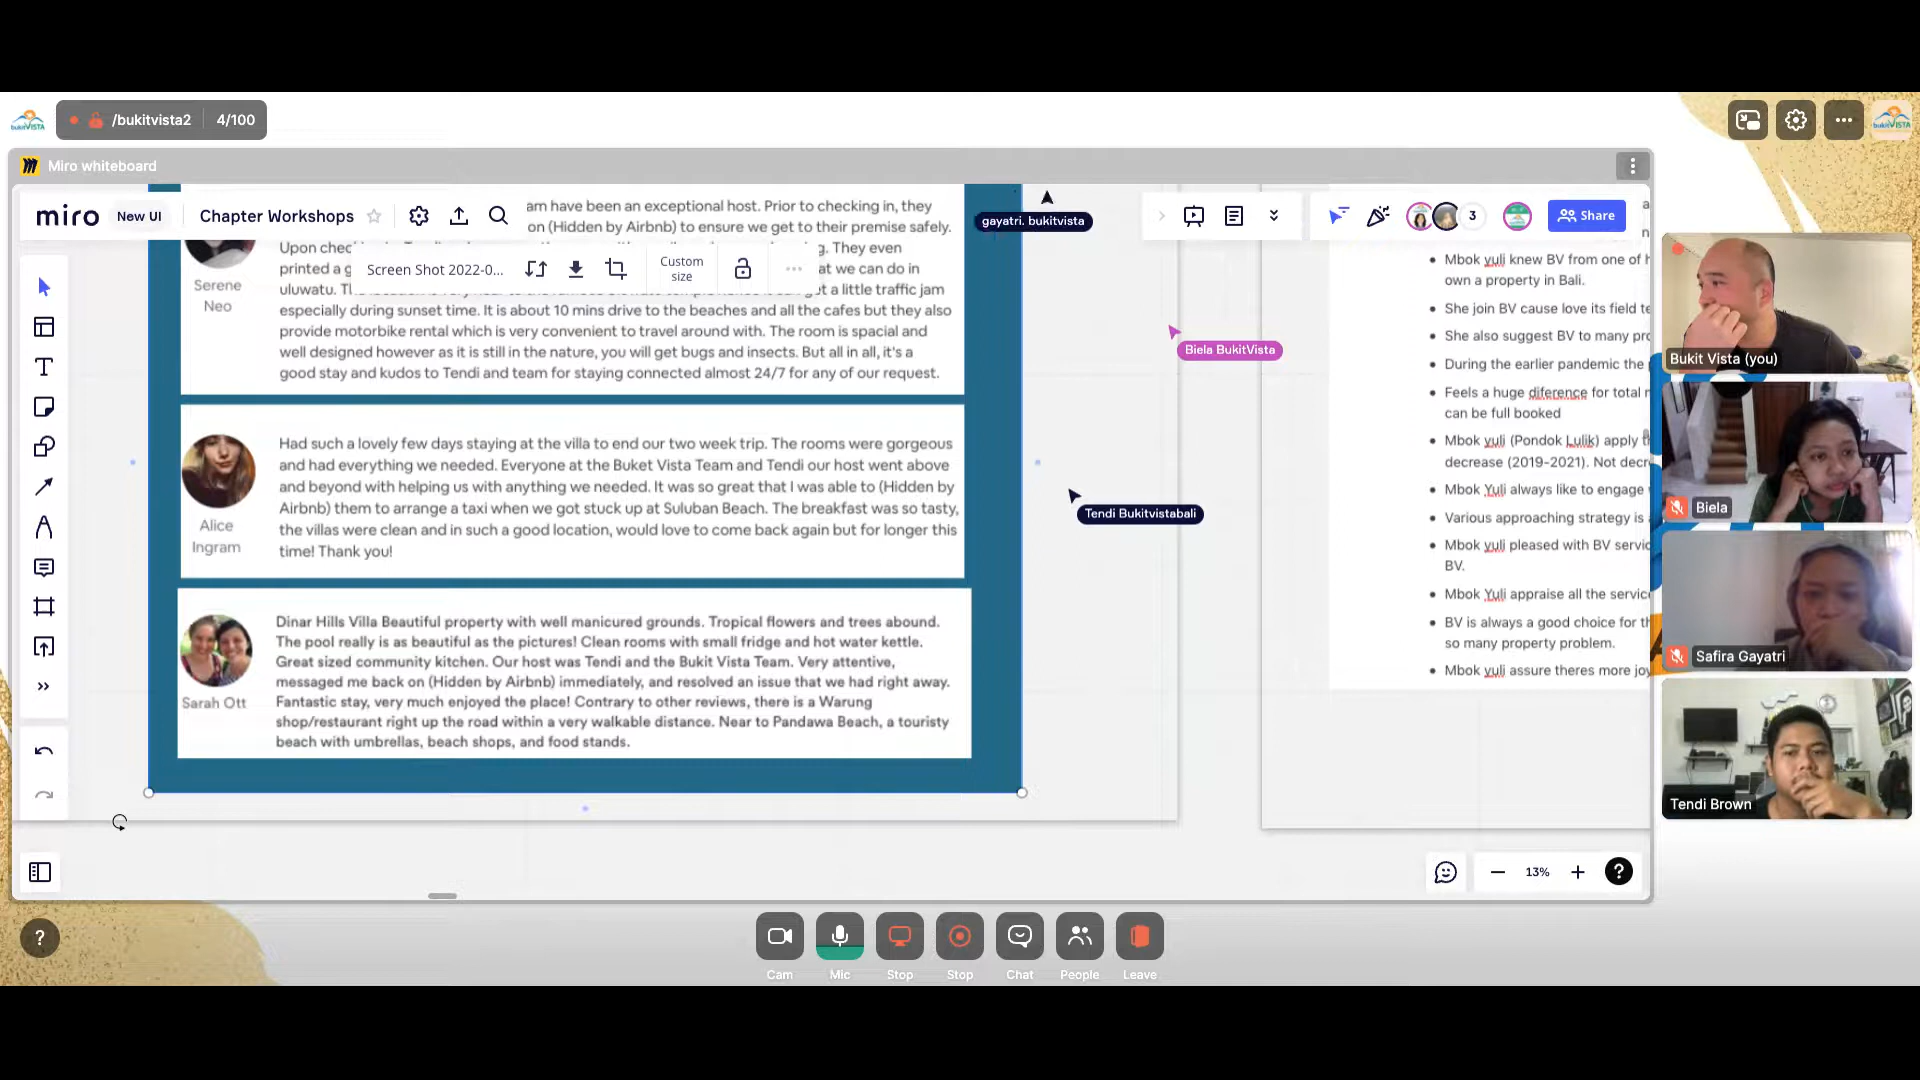 bukitVISTA
/bukitvista2
4/100
bukitVISTA
Miro whiteboard
miro
New UI
Chapter Workshops
am have been an exceptional host. Prior to checking in, they
on (Hidden by Airbnb) to ensure we get to their premise safely.
Upon chec
They even
printed a g
at we can do in
uluwatu. T
et a little traffic jam
especially during sunset time. It is about 10 mins drive to the beaches and all the cafes but they also
provide motorbike rental which is very convenient to travel around with. The room is spacial and
well designed however as it is still in the nature, you will get bugs and insects. But all in all, it's a
good stay and kudos to Tendi and team for staying connected almost 24/7 for any of our request.
Serene
Neo
Screen Shot 2022-0...
Custom
size
gayatri. bukitvista
3
Share
Biela BukitVista
Tendi Bukitvistabali
Had such a lovely few days staying at the villa to end our two week trip. The rooms were gorgeous
and had everything we needed. Everyone at the Buket Vista Team and Tendi our host went above
and beyond with helping us with anything we needed. It was so great that I was able to (Hidden by
Airbnb) them to arrange a taxi when we got stuck up at Suluban Beach. The breakfast was so tasty,
the villas were clean and in such a good location, would love to come back again but for longer this
time! Thank you!
Alice
Ingram
Dinar Hills Villa Beautiful property with well manicured grounds. Tropical flowers and trees abound.
The pool really is as beautiful as the pictures! Clean rooms with small fridge and hot water kettle.
Great sized community kitchen. Our host was Tendi and the Bukit Vista Team. Very attentive,
messaged me back on (Hidden by Airbnb) immediately, and resolved an issue that we had right away.
Fantastic stay, very much enjoyed the place! Contrary to other reviews, there is a Warung
shop/restaurant right up the road within a very walkable distance. Near to Pandawa Beach, a touristy
beach with umbrellas, beach shops, and food stands.
Sarah Ott
Mbok yuli knew BV from one of h
own a property in Bali.
She join BV cause love its field te
She also suggest BV to many pro
During the earlier pandemic the
Feels a huge diference for total
can be full booked
Mbok yuli (Pondok Lulik) apply t
decrease (2019-2021). Not decr
Mbok Yuli always like to engage
Various approaching strategy is
Mbok yuli pleased with BV servic
BV.
Mbok Yuli appraise all the service
BV is always a good choice for th
so many property problem.
Mbok yuli assure theres more joy
Bukit Vista (you)
Biela
Safira Gayatri
Tendi Brown
13%
?
?
Cam
Mic
Stop
Stop
Chat
People
Leave